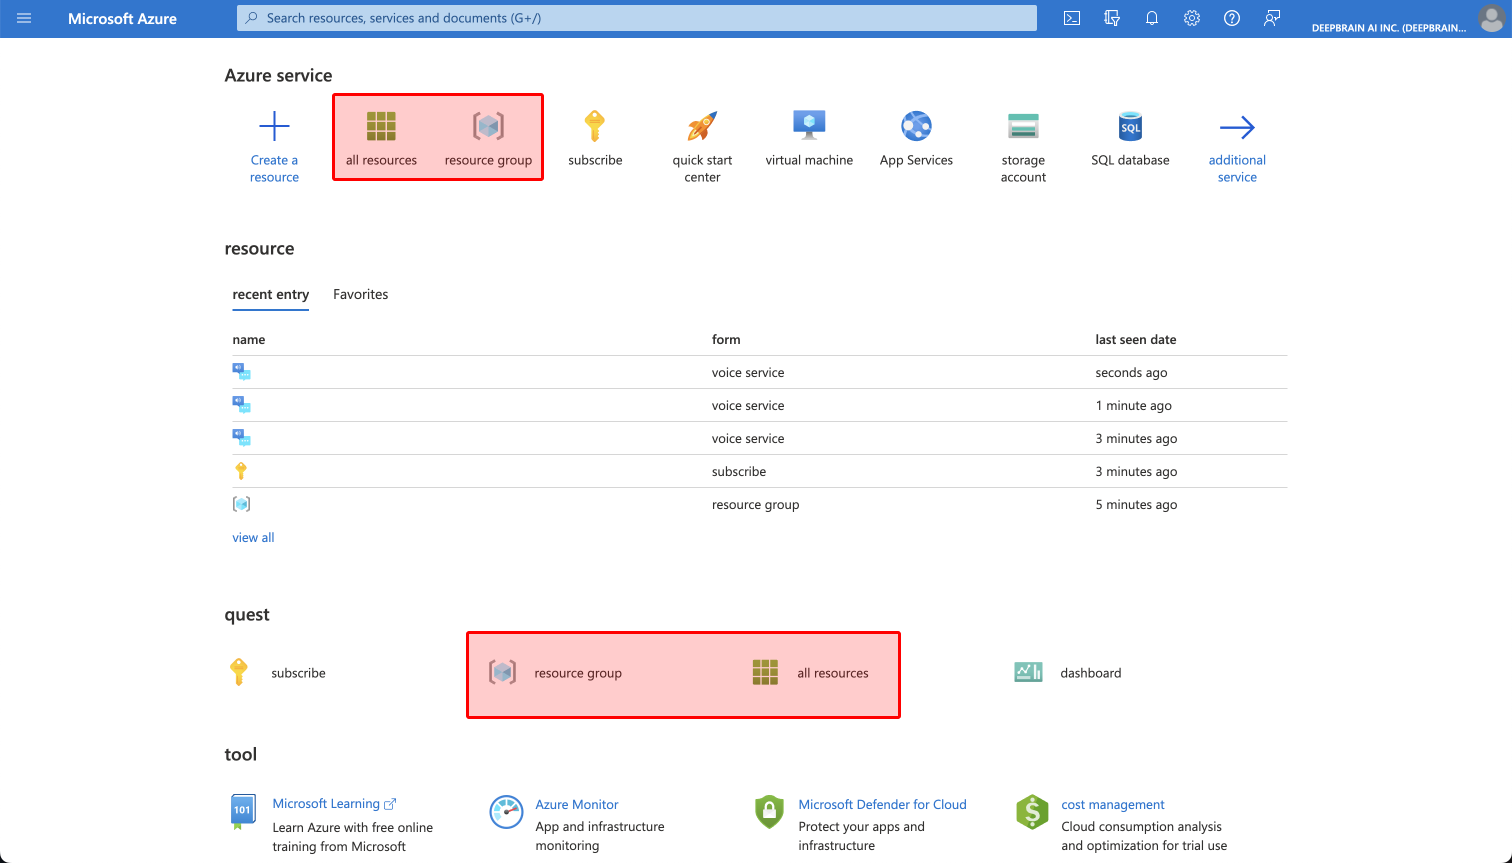 Microsoft Azure
Search resources, services and documents (G+/)
DEEPBRAIN AI INC. (DEEPBRAIN...
Azure service
Create a
resource
all resources
resource group
subscribe
quick start
center
virtual machine
App Services
storage
account
SQL
SQL database
additional
service
resource
recent entry Favorites
name form last seen date
voice service seconds ago
voice service 1 minute ago
voice service 3 minutes ago
subscribe 3 minutes ago
resource group 5 minutes ago
view all
quest
subscribe resource group all resources dashboard
tool
101
Microsoft Learning
Learn Azure with free online
training from Microsoft
Azure Monitor
App and infrastructure
monitoring
Microsoft Defender for Cloud
Protect your apps and
infrastructure
cost management
Cloud consumption analysis
and optimization for trial use